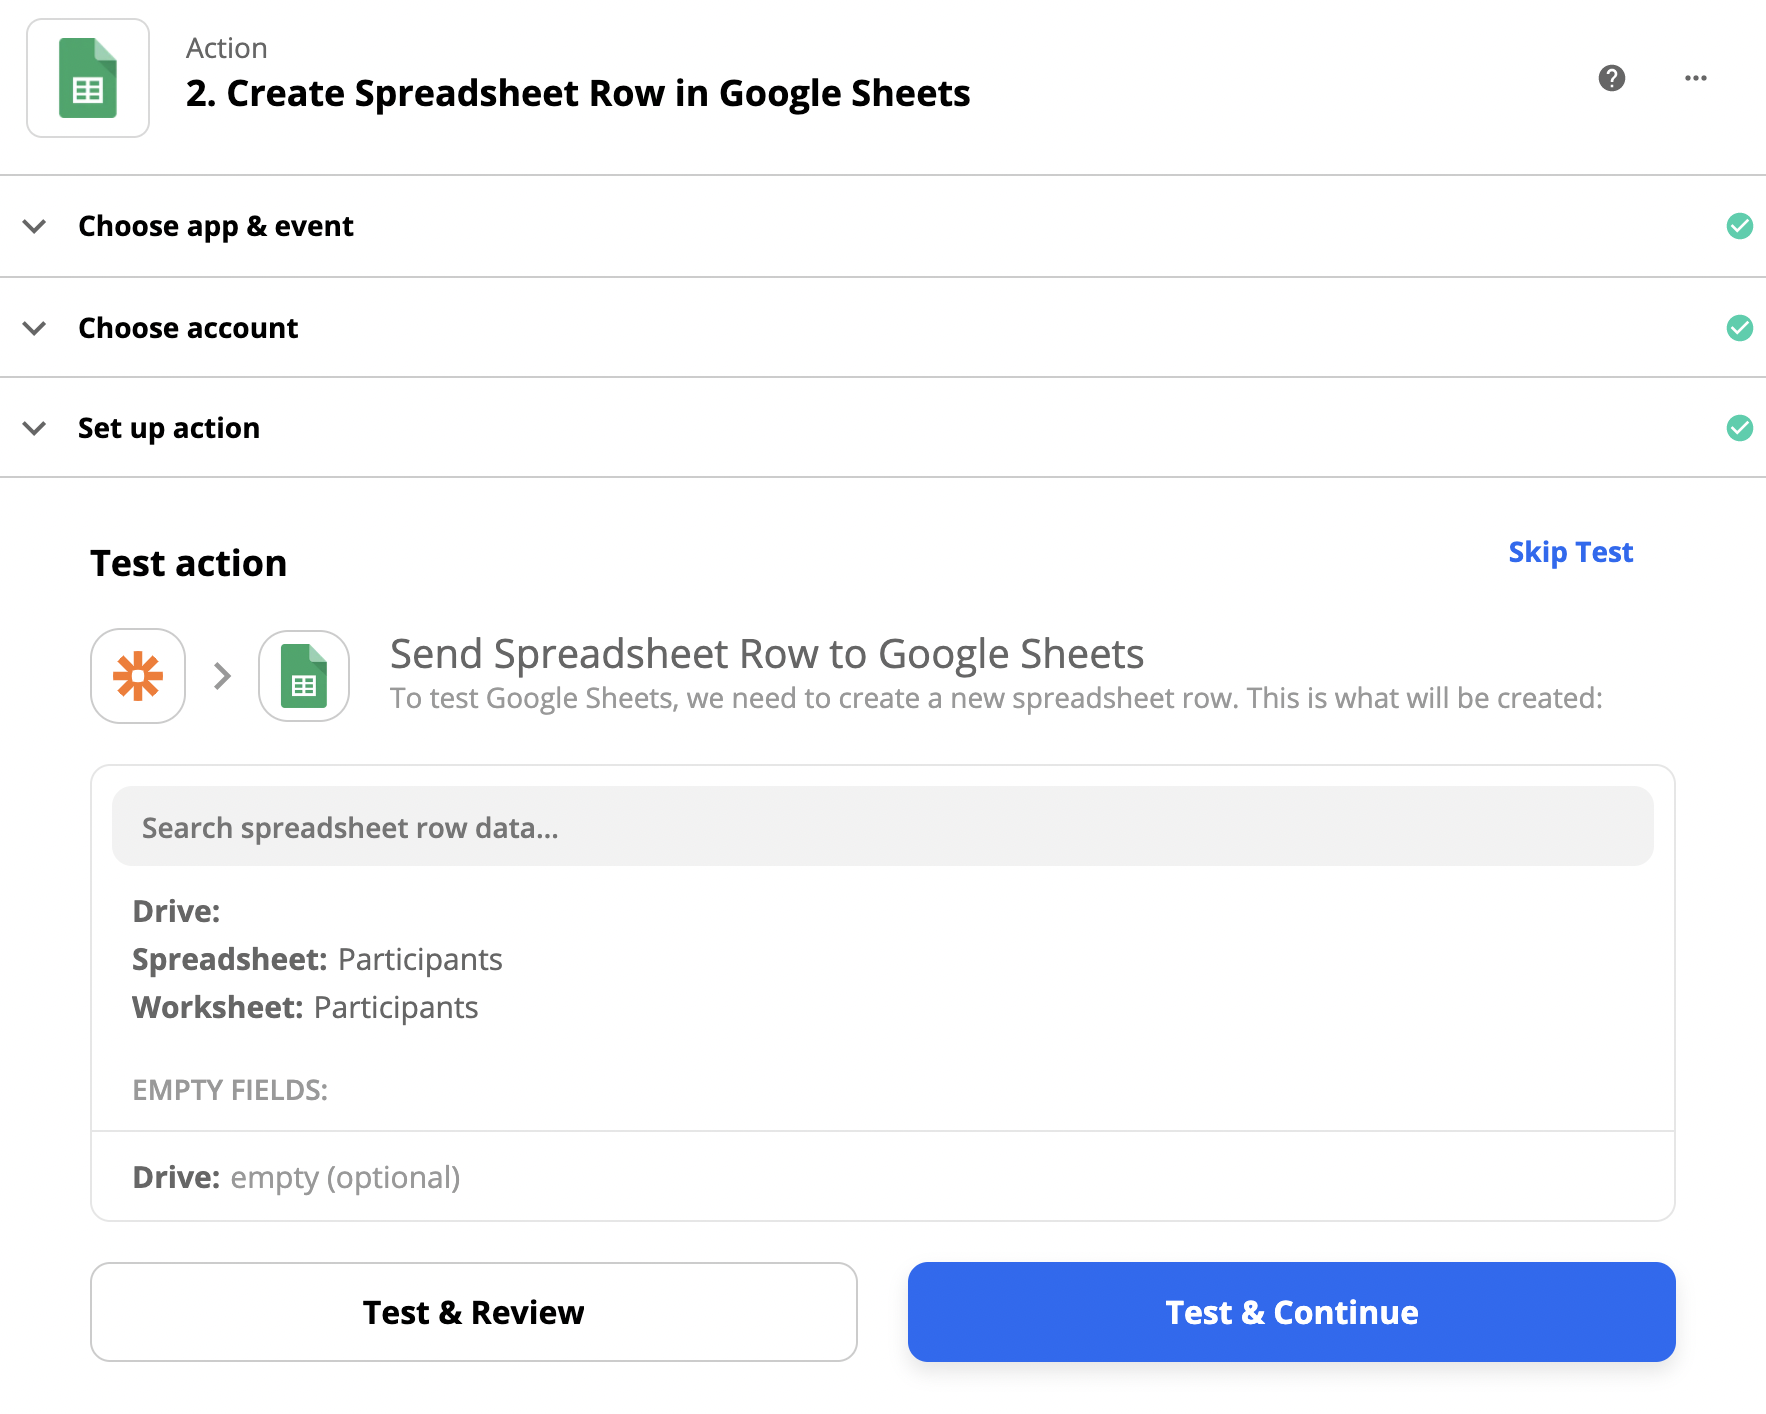 Action
2. Create Spreadsheet Row in Google Sheets
Choose app & event
Choose account
Set up action
Test action
Skip Test
Send Spreadsheet Row to Google Sheets
To test Google Sheets, we need to create a new spreadsheet row. This is what will be created:
Search spreadsheet row data...
Drive:
Spreadsheet: Participants
Worksheet: Participants
EMPTY FIELDS:
Drive: empty (optional)
Test & Review
Test & Continue